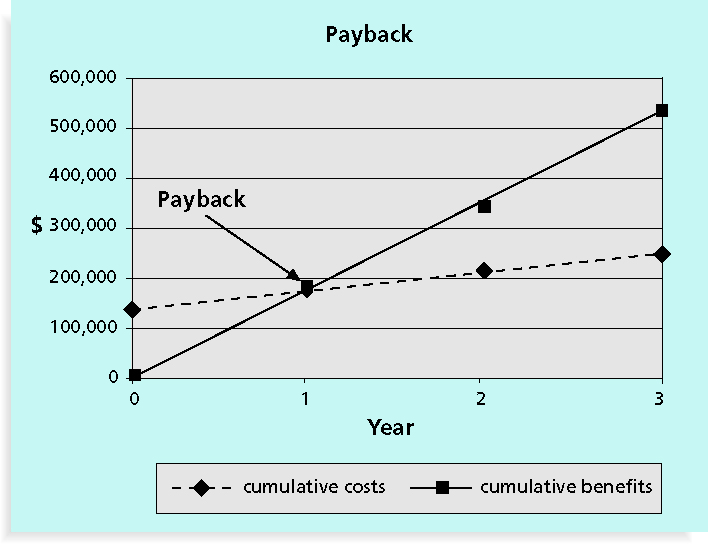 Payback
600,000
500,000
400,000
Payback
$ 300,000
200,000
100,000
0
0 1 2 3
Year
cumulative costs cumulative benefits